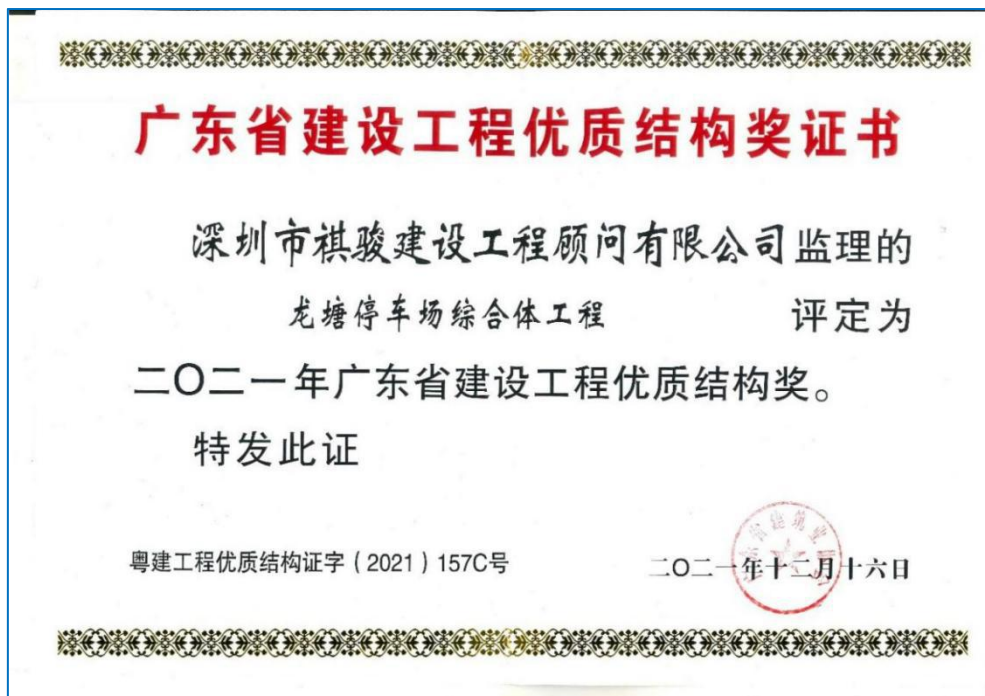 广东省建设工程优质结构奖证书
深圳市祺骏建设工程顾问有限公司监理的
龙塘停车场综合体工程 评定为
二〇二一年广东省建设工程优质结构奖。
特发此证
粤建工程优质结构证字（2021）157C号
二〇二一年十二月十六日